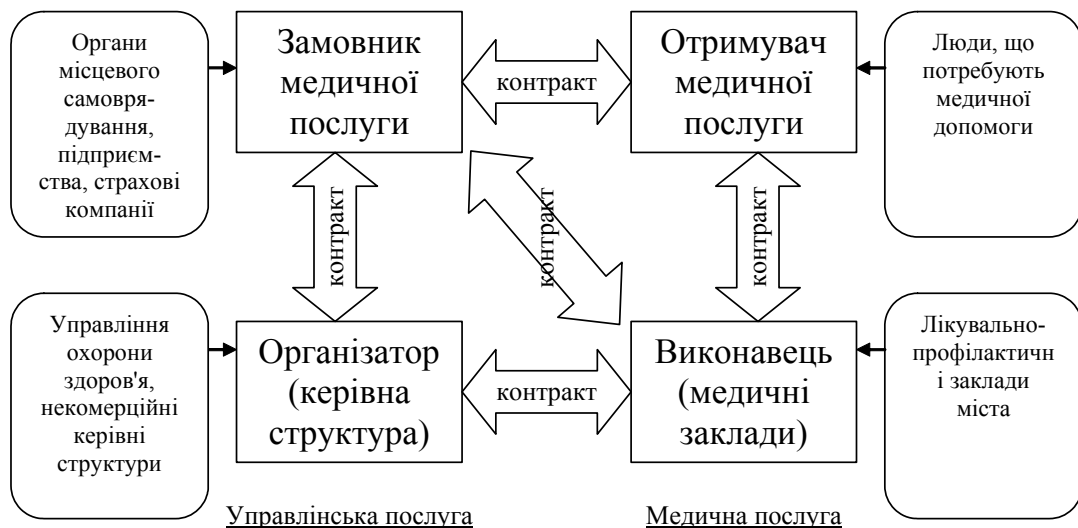 Органи
місцевого
самовря-
дування,
підприєм-
ства, страхові
компанії
Замовник
медичної
послуги
контракт
Отримувач
медичної
послуги
Люди, що
потребують
медичної
допомоги
контракт
контракт
контракт
Управління
охорони
здоров'я,
некомерційні
керівні
структури
Організатор
(керівна
структура)
контракт
Виконавець
(медичні
заклади)
Лікувально-
профілактичн
і заклади
міста
Управлінська послуга
Медична послуга